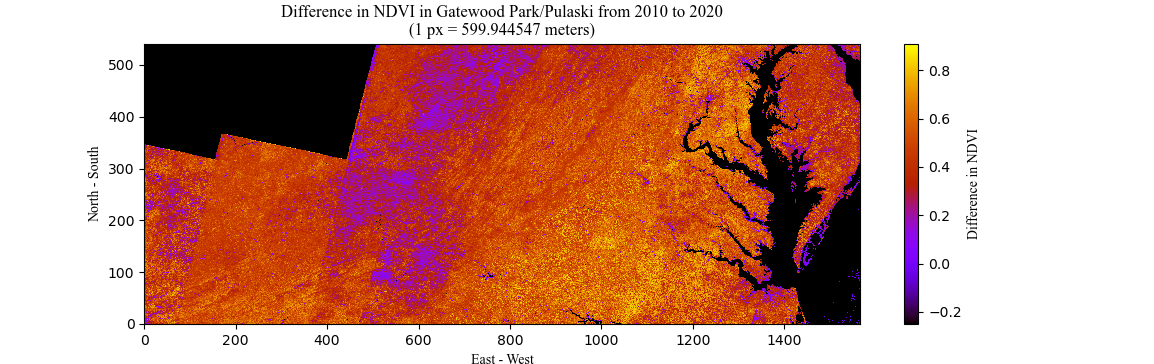 Difference in NDVI in Gatewood Park/Pulaski from 2010 to 2020
(1 px = 599.944547 meters)
500
400
300
200
100
0
North - South
0 200 400 600 800 1000 1200 1400
East - West
0.8
0.6
0.4
0.2
0.0
−0.2
Difference in NDVI